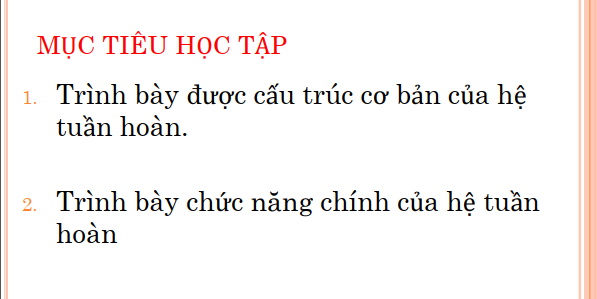 MỤC TIÊU HỌC TẬP
1. Trình bày được cấu trúc cơ bản của hệ
tuần hoàn.
2. Trình bày chức năng chính của hệ tuần
hoàn